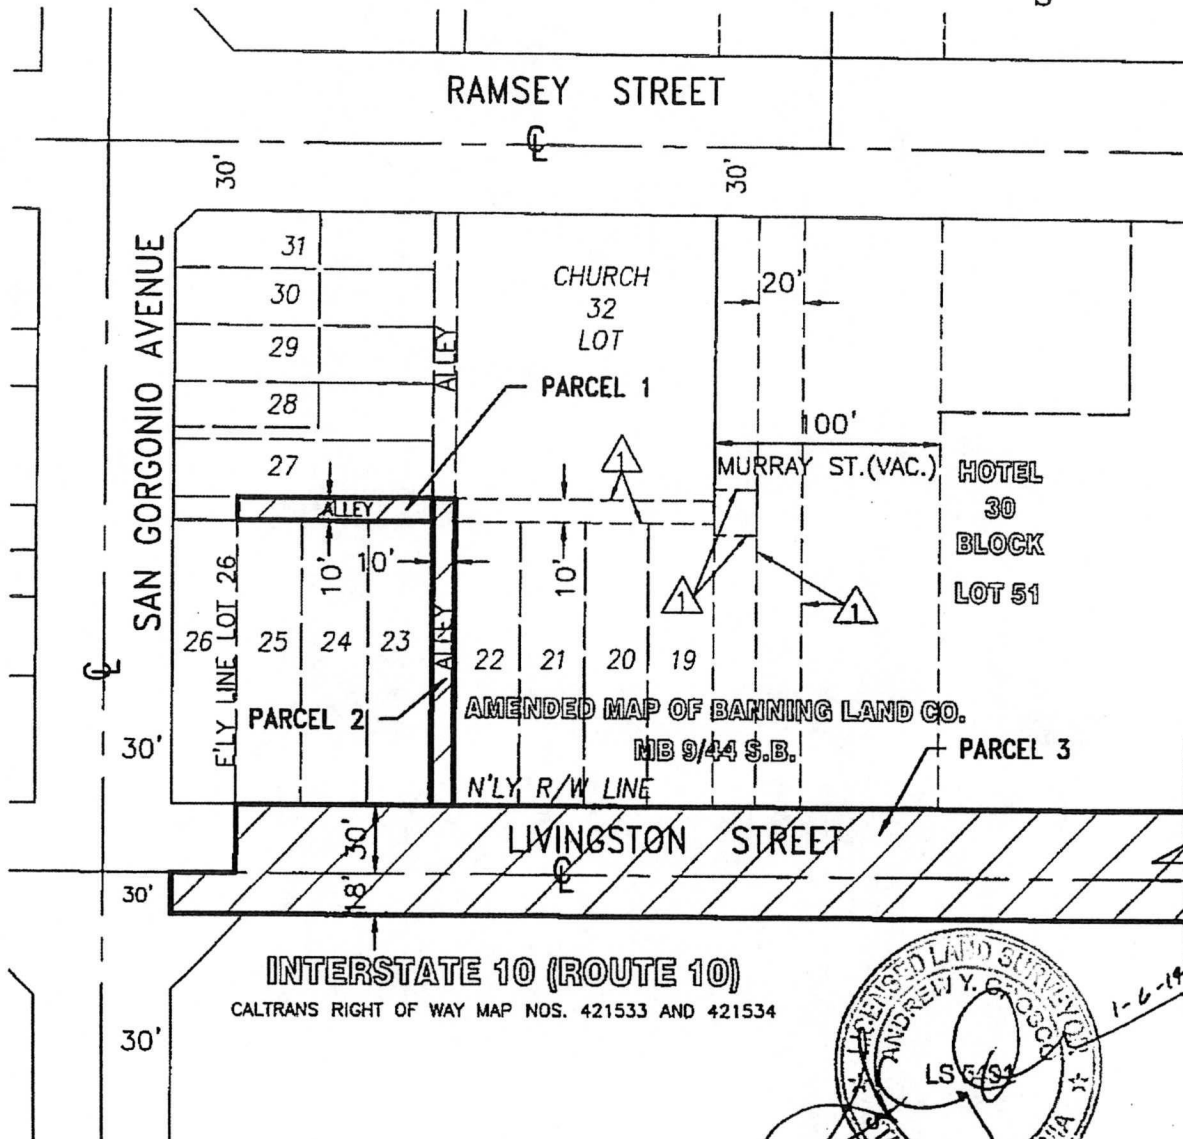 RAMSEY STREET
℄
30'
30'
SAN GORGONIO AVENUE
31
30
29
28
27
ALLEY
CHURCH
32
LOT
20'
PARCEL 1
100'
1
MURRAY ST.(VAC.)
HOTEL
30
BLOCK
LOT 51
ALLEY
10'
10'
10'
1
1
E'LY LINE LOT 26
26
25
24
23
ALLEY
22
21
20
19
℄
PARCEL 2
AMENDED MAP OF BANNING LAND CO.
MB 9/44 S.B.
PARCEL 3
30'
N'LY R/W LINE
LIVINGSTON STREET
℄
30'
18'
30'
INTERSTATE 10 (ROUTE 10)
CALTRANS RIGHT OF WAY MAP NOS. 421533 AND 421534
30'
LICENSED LAND SURVEYOR
ANDREW Y. OROSCO
LS
1-6-14